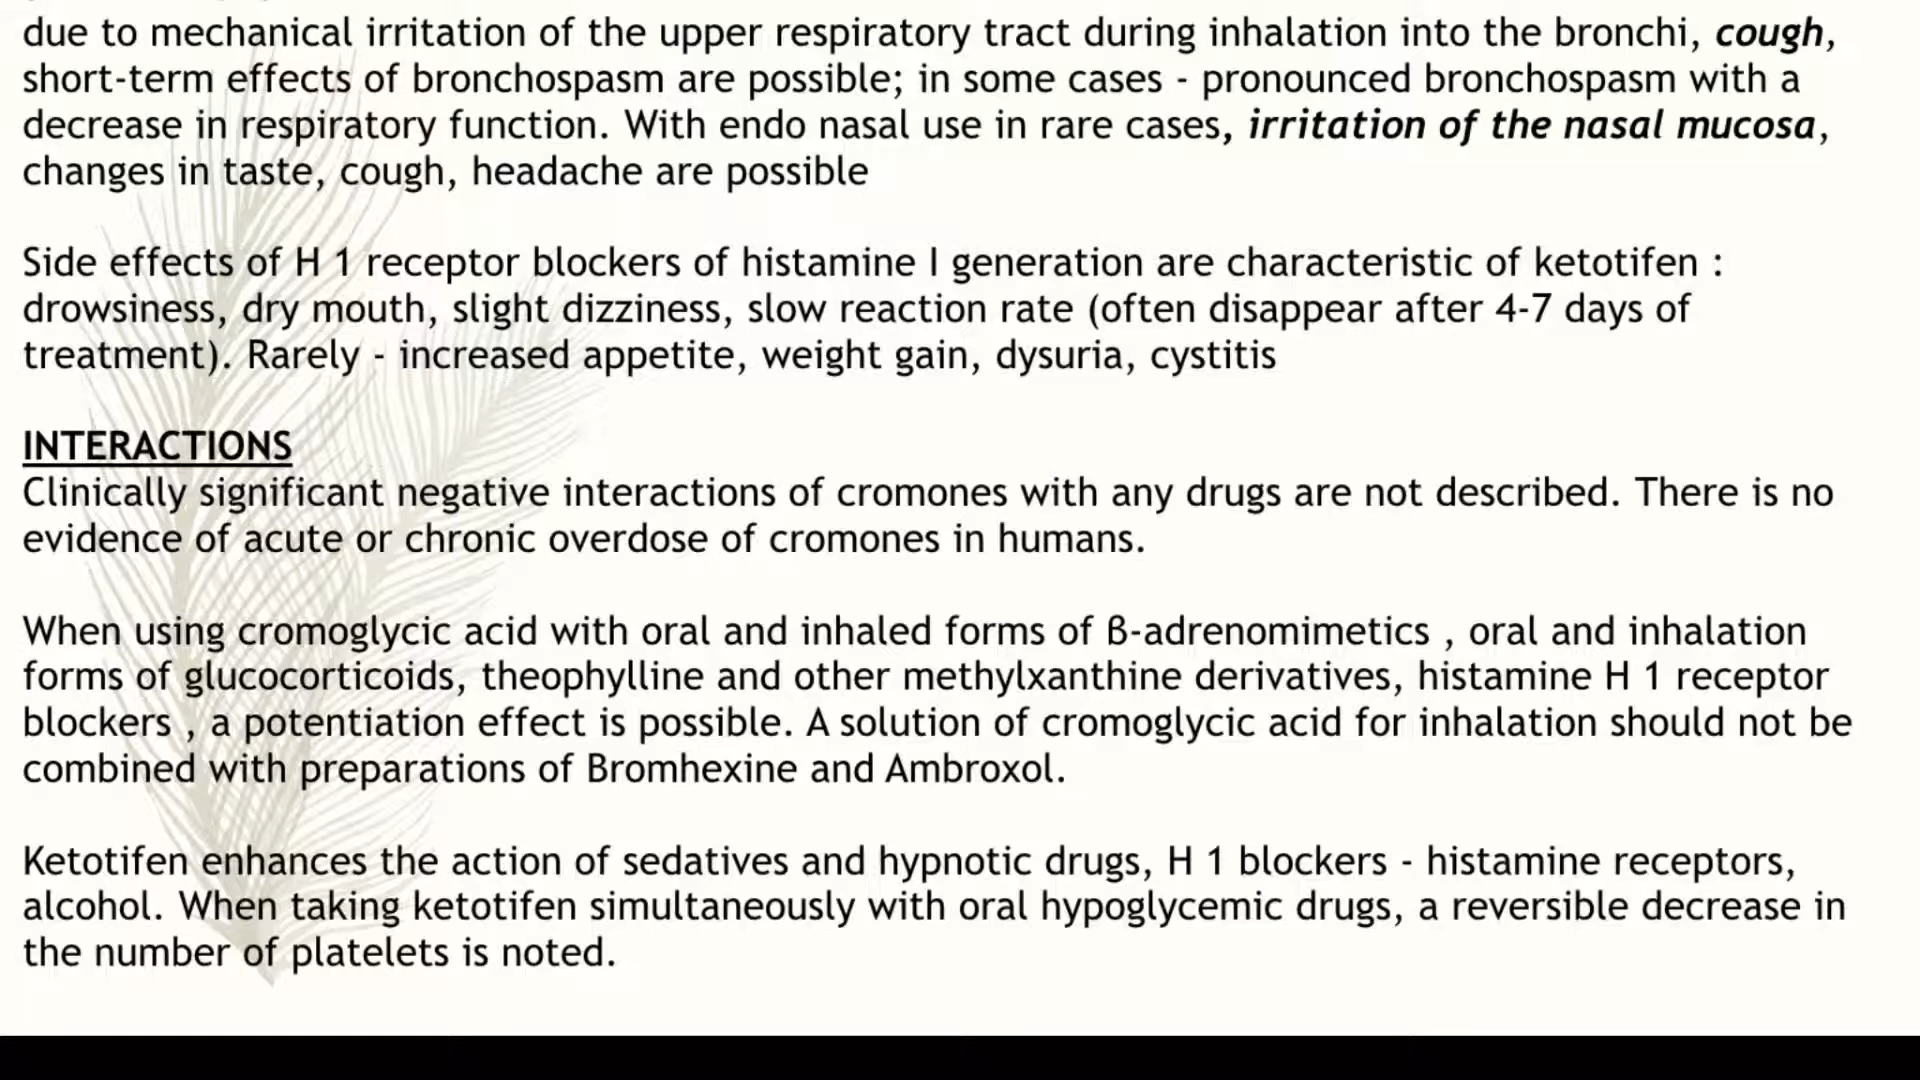 due to mechanical irritation of the upper respiratory tract during inhalation into the bronchi, cough,
short-term effects of bronchospasm are possible; in some cases - pronounced bronchospasm with a
decrease in respiratory function. With endo nasal use in rare cases, irritation of the nasal mucosa,
changes in taste, cough, headache are possible
Side effects of H 1 receptor blockers of histamine I generation are characteristic of ketotifen :
drowsiness, dry mouth, slight dizziness, slow reaction rate (often disappear after 4-7 days of
treatment). Rarely - increased appetite, weight gain, dysuria, cystitis
INTERACTIONS
Clinically significant negative interactions of cromones with any drugs are not described. There is no
evidence of acute or chronic overdose of cromones in humans.
When using cromoglycic acid with oral and inhaled forms of ß-adrenomimetics , oral and inhalation
forms of glucocorticoids, theophylline and other methylxanthine derivatives, histamine H 1 receptor
blockers , a potentiation effect is possible. A solution of cromoglycic acid for inhalation should not be
combined with preparations of Bromhexine and Ambroxol.
Ketotifen enhances the action of sedatives and hypnotic drugs, H 1 blockers - histamine receptors,
alcohol. When taking ketotifen simultaneously with oral hypoglycemic drugs, a reversible decrease in
the number of platelets is noted.